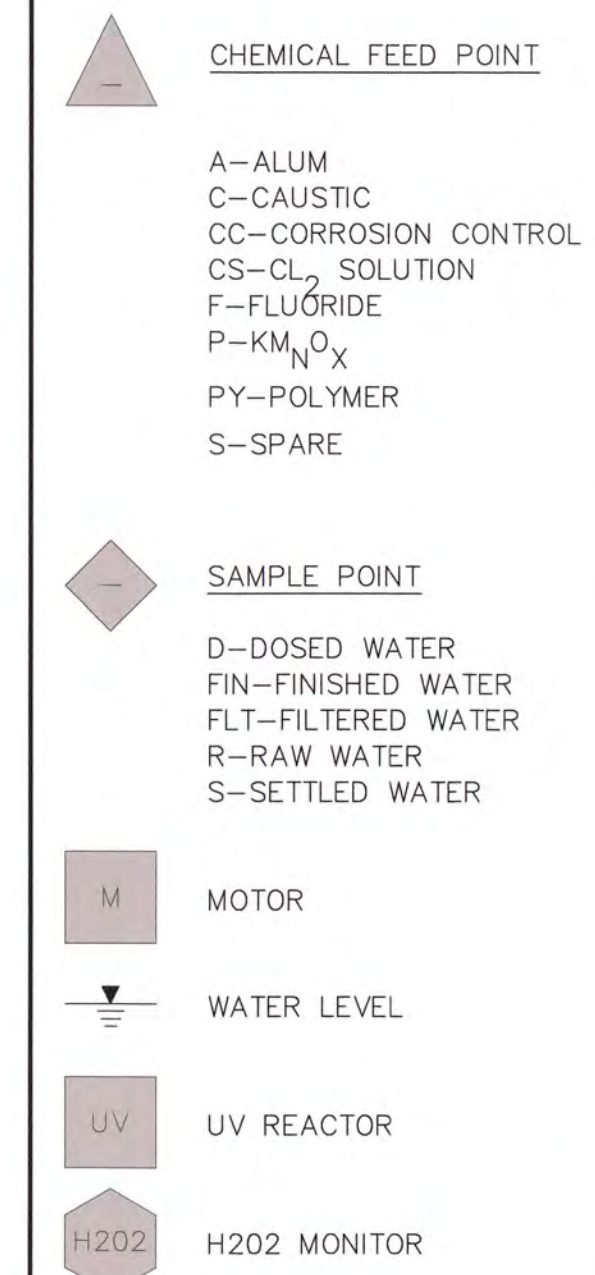 CHEMICAL FEED POINT
A–ALUM
C–CAUSTIC
CC–CORROSION CONTROL
CS–CL2 SOLUTION
F–FLUORIDE
P–KMNOX
PY–POLYMER
S–SPARE
SAMPLE POINT
D–DOSED WATER
FIN–FINISHED WATER
FLT–FILTERED WATER
R–RAW WATER
S–SETTLED WATER
M MOTOR
WATER LEVEL
UV UV REACTOR
H202 H202 MONITOR